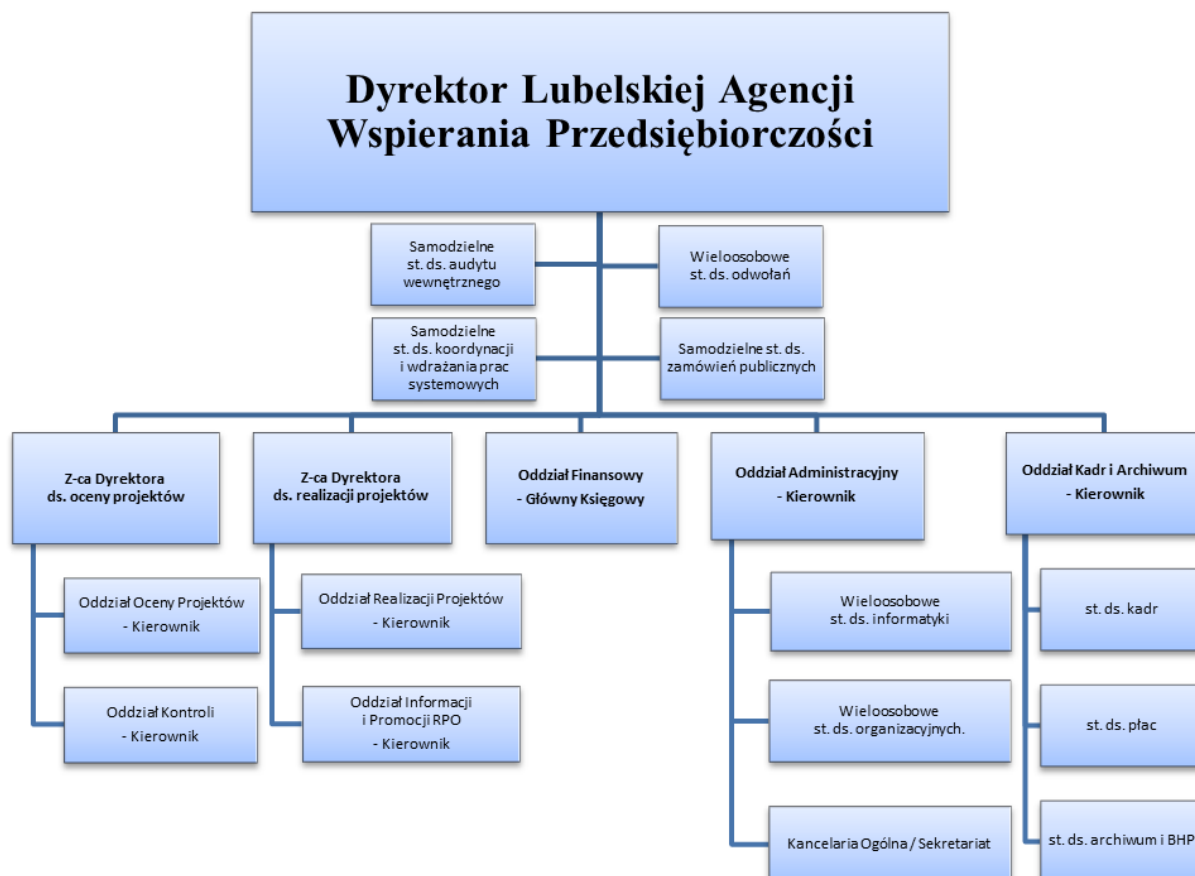 Dyrektor Lubelskiej Agencji
Wspierania Przedsiębiorczości
Samodzielne
st. ds. audytu
wewnętrznego
Wieloosobowe
st. ds. odwołań
Samodzielne
st. ds. koordynacji
i wdrażania prac
systemowych
Samodzielne st. ds.
zamówień publicznych
Z-ca Dyrektora
ds. oceny projektów
Z-ca Dyrektora
ds. realizacji projektów
Oddział Finansowy
- Główny Księgowy
Oddział Administracyjny
- Kierownik
Oddział Kadr i Archiwum
- Kierownik
Oddział Oceny Projektów
- Kierownik
Oddział Kontroli
- Kierownik
Oddział Realizacji Projektów
- Kierownik
Oddział Informacji
i Promocji RPO
- Kierownik
Wieloosobowe
st. ds. informatyki
Wieloosobowe
st. ds. organizacyjnych.
Kancelaria Ogólna / Sekretariat
st. ds. kadr
st. ds. płac
st. ds. archiwum i BHP